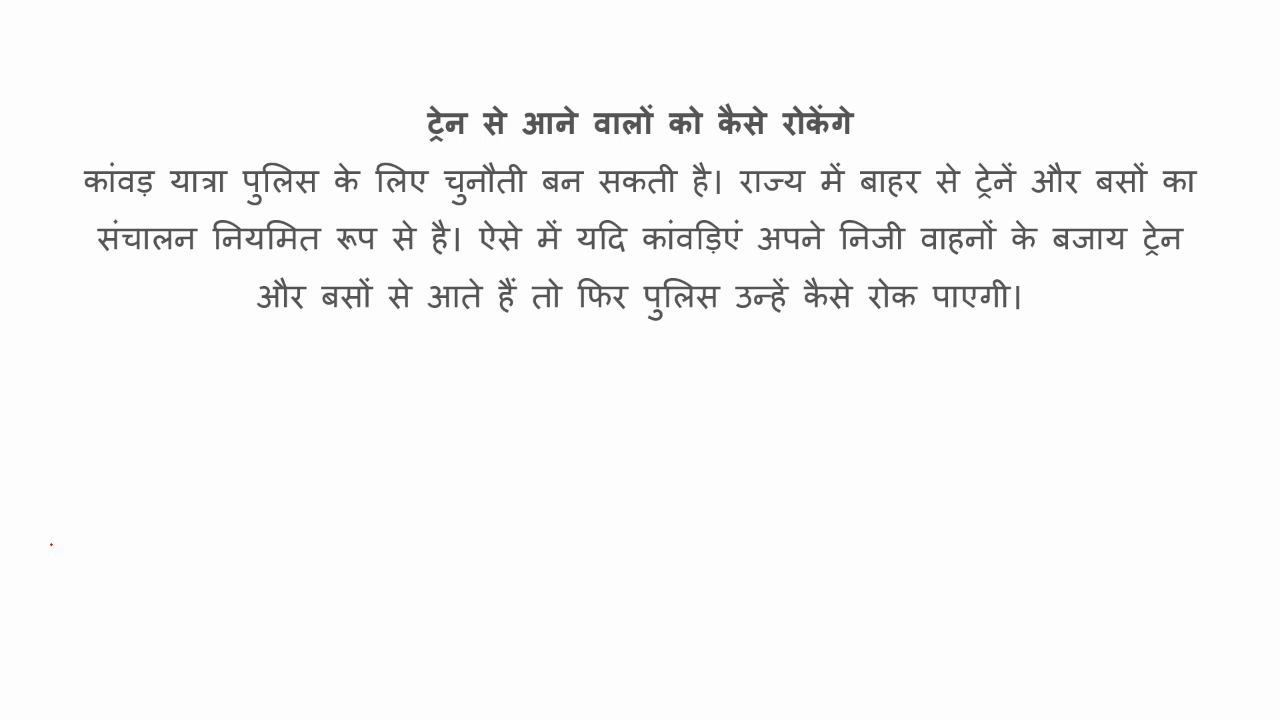 ट्रेन से आने वालों को कैसे रोकेंगे
कांवड़ यात्रा पुलिस के लिए चुनौती बन सकती है। राज्य में बाहर से ट्रेनें और बसों का
संचालन नियमित रूप से है। ऐसे में यदि कांवड़िएं अपने निजी वाहनों के बजाय ट्रेन
और बसों से आते हैं तो फिर पुलिस उन्हें कैसे रोक पाएगी।